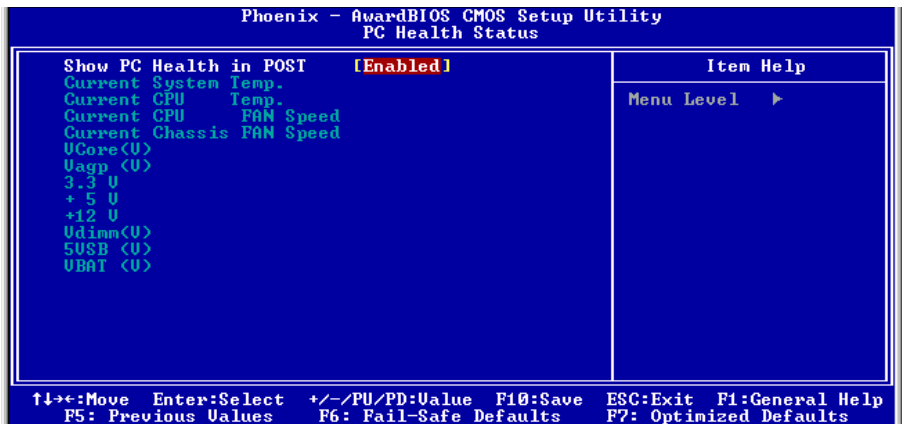 Phoenix - AwardBIOS CMOS Setup Utility
PC Health Status
Show PC Health in POST [Enabled]
Current System Temp.
Current CPU Temp.
Current CPU FAN Speed
Current Chassis FAN Speed
VCore(V)
Vagp (V)
3.3 V
+ 5 V
+12 V
Vdimm(V)
5VSB (V)
VBAT (V)
Item Help
Menu Level ►
↑↓→←:Move Enter:Select +/-/PU/PD:Value F10:Save ESC:Exit F1:General Help
F5: Previous Values F6: Fail-Safe Defaults F7: Optimized Defaults